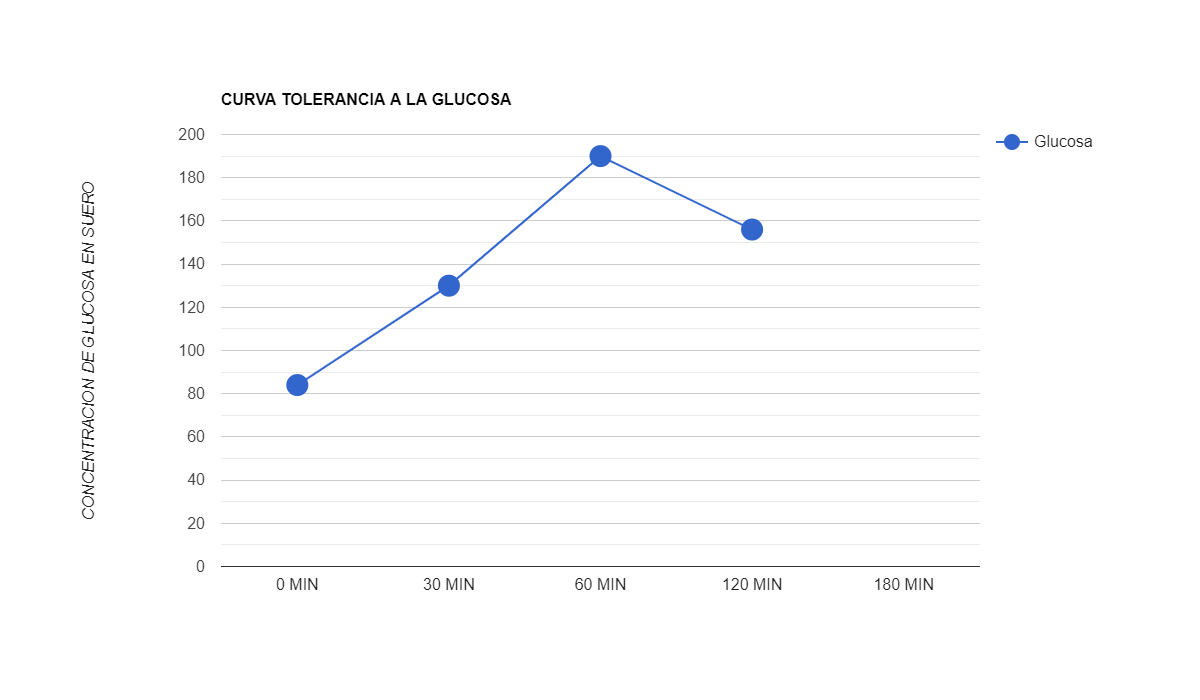 CURVA TOLERANCIA A LA GLUCOSA
Glucosa
CONCENTRACION DE GLUCOSA EN SUERO
200
180
160
140
120
100
80
60
40
20
0
0 MIN
30 MIN
60 MIN
120 MIN
180 MIN